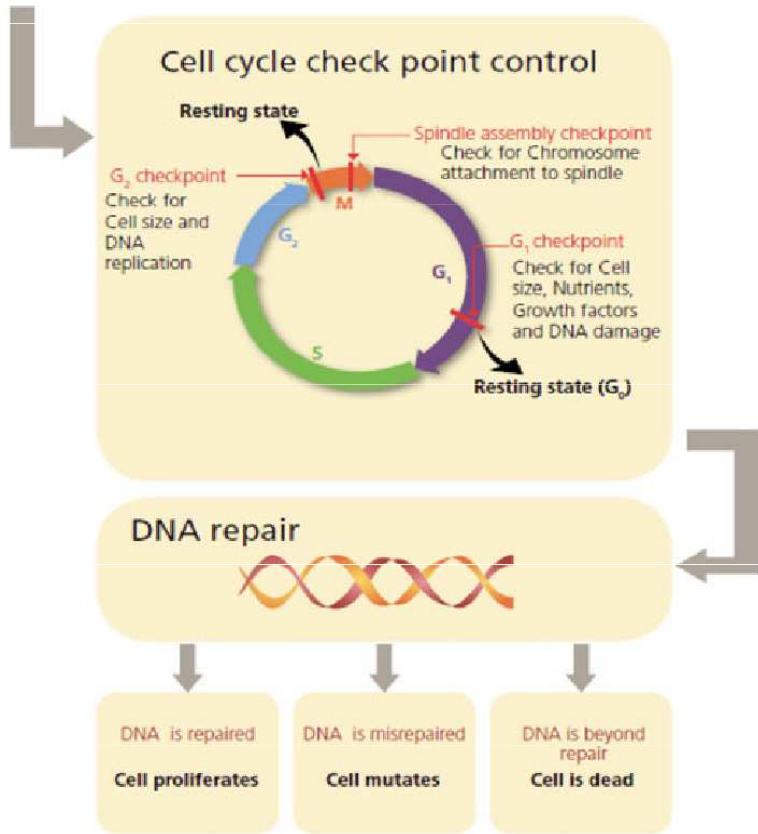 Cell cycle check point control
Resting state
Spindle assembly checkpoint
Check for Chromosome
attachment to spindle
G₂ checkpoint
Check for
Cell size and
DNA
replication
M
G₂
G₁
S
G₁ checkpoint
Check for Cell
size, Nutrients,
Growth factors
and DNA damage
Resting state (G₀)
DNA repair
DNA is repaired
Cell proliferates
DNA is misrepaired
Cell mutates
DNA is beyond
repair
Cell is dead